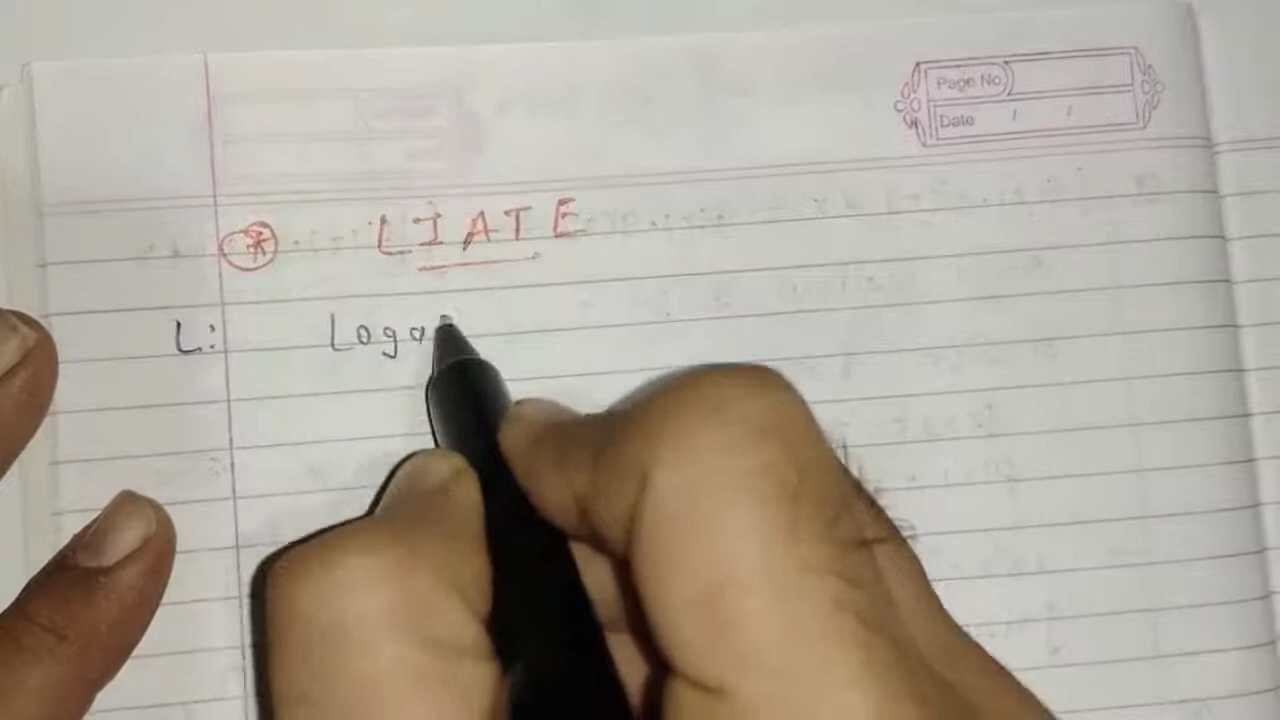 Page No.
Date / /
* LIATE
L: Loga